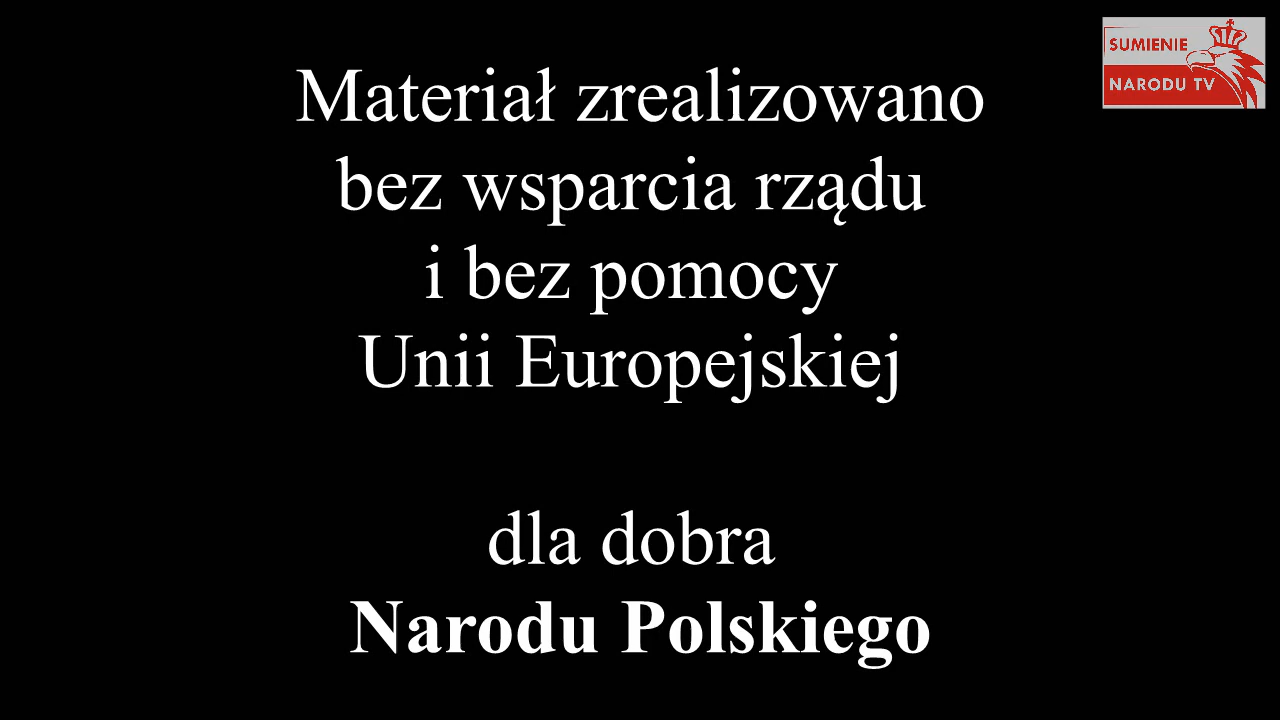 SUMIENIE
NARODU TV
Materiał zrealizowano
bez wsparcia rządu
i bez pomocy
Unii Europejskiej
dla dobra
Narodu Polskiego